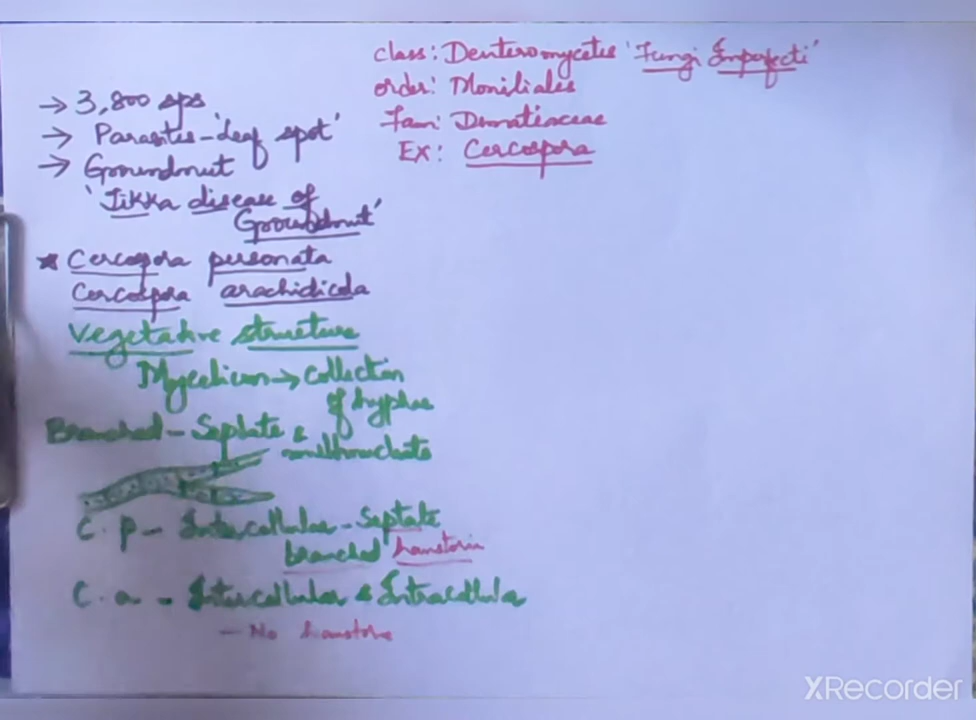 class: Deuteromycetes 'Fungi Imperfecti'
order: Moniliales
Fam: Dematiaceae
Ex: Cercospora
→ 3,800 sps
→ Parasites - 'Leaf spot'
→ Groundnut
'Tikka disease of
Groundnut'
* Cercospora personata
Cercospora arachidicola
Vegetative structure
Mycelium → collection
of hyphae
Branched - Septate &
multinucleate
C. p - Intercellular - Septate
branched haustoria
C. a - Intercellular & Intracellular
- No haustoria
XRecorder